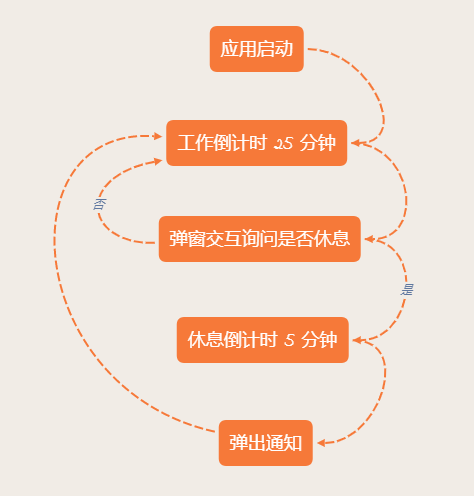 应用启动
工作倒计时 25 分钟
否
弹窗交互询问是否休息
是
休息倒计时 5 分钟
弹出通知